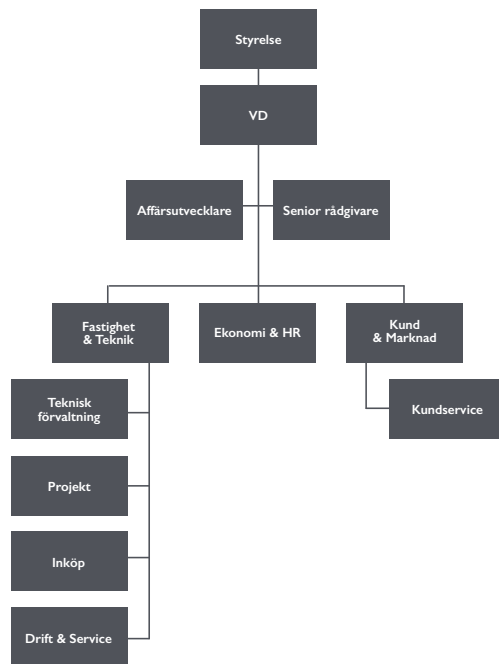 Styrelse
VD
Affärsutvecklare
Senior rådgivare
Fastighet
& Teknik
Ekonomi & HR
Kund
& Marknad
Teknisk
förvaltning
Kundservice
Projekt
Inköp
Drift & Service